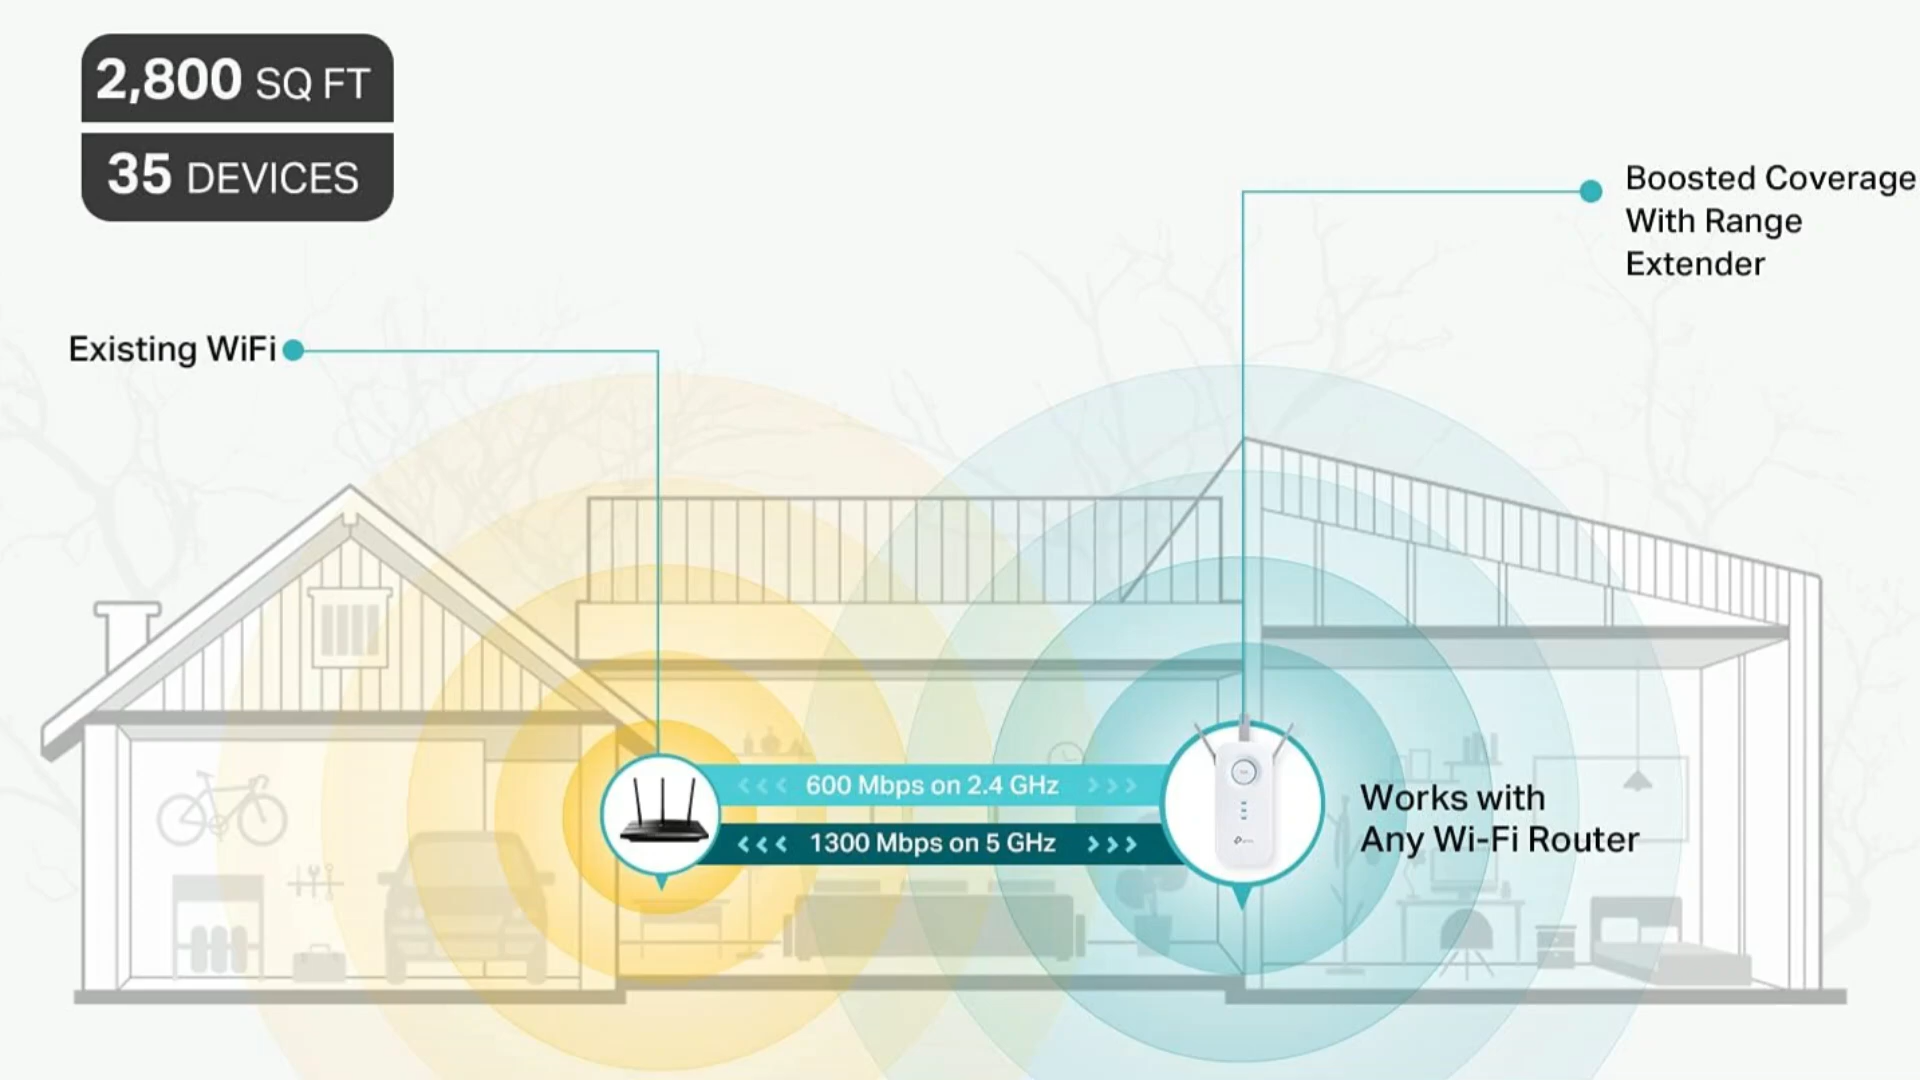 2,800 SQ FT
35 DEVICES
Boosted Coverage
With Range
Extender
Existing WiFi
600 Mbps on 2.4 GHz
1300 Mbps on 5 GHz
Works with
Any Wi-Fi Router